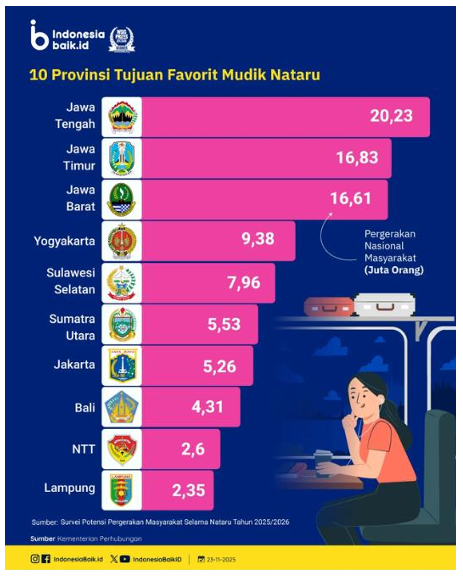 Indonesia
baik.id
10 Provinsi Tujuan Favorit Mudik Nataru
Jawa
Tengah
20,23
Jawa
Timur
16,83
Jawa
Barat
16,61
Pergerakan
Nasional
Masyarakat
(Juta Orang)
Yogyakarta
9,38
Sulawesi
Selatan
7,96
Sumatra
Utara
5,53
Jakarta
5,26
Bali
4,31
NTT
2,6
Lampung
2,35
Sumber: Survei Potensi Pergerakan Masyarakat Selama Nataru Tahun 2025/2026
Sumber Kementerian Perhubungan
IndonesiaBaik.id IndonesiaBaikID 23-11-2025